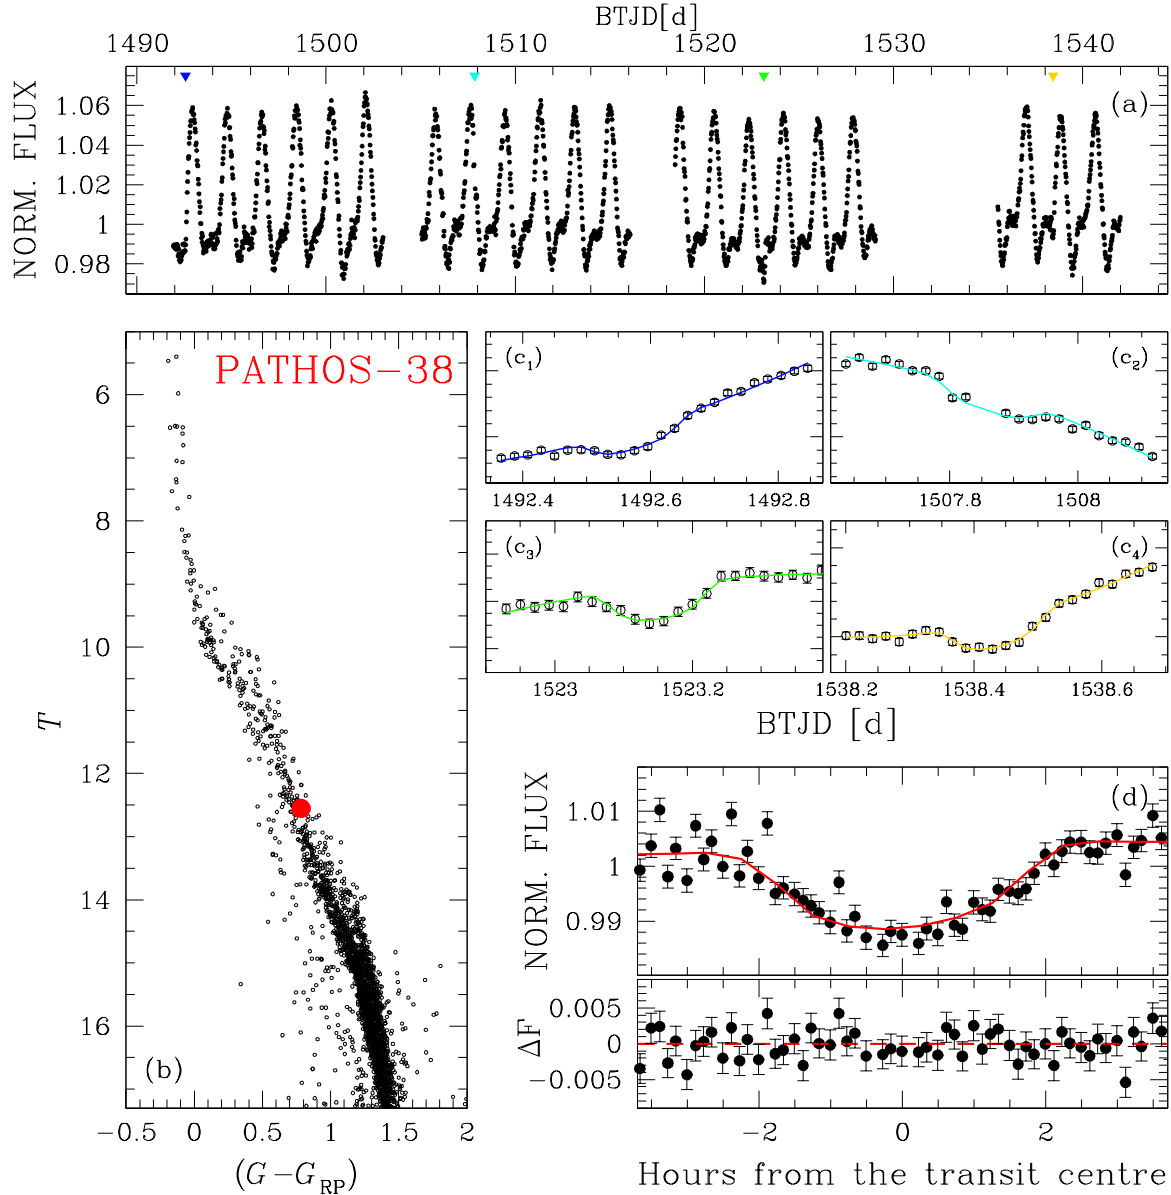 BTJD[d]
1490 1500 1510 1520 1530 1540
NORM. FLUX
1.06
1.04
1.02
1
0.98
(a)
PATHOS−38
T
6
8
10
12
14
16
(b)
−0.5 0 0.5 1 1.5 2
(G−G_RP)
(c1)
1492.4 1492.6 1492.8
(c2)
1507.8 1508
(c3)
1523 1523.2
(c4)
1538.2 1538.4 1538.6
BTJD [d]
NORM. FLUX
1.01
1
0.99
(d)
ΔF
0.005
0
−0.005
−2 0 2
Hours from the transit centre